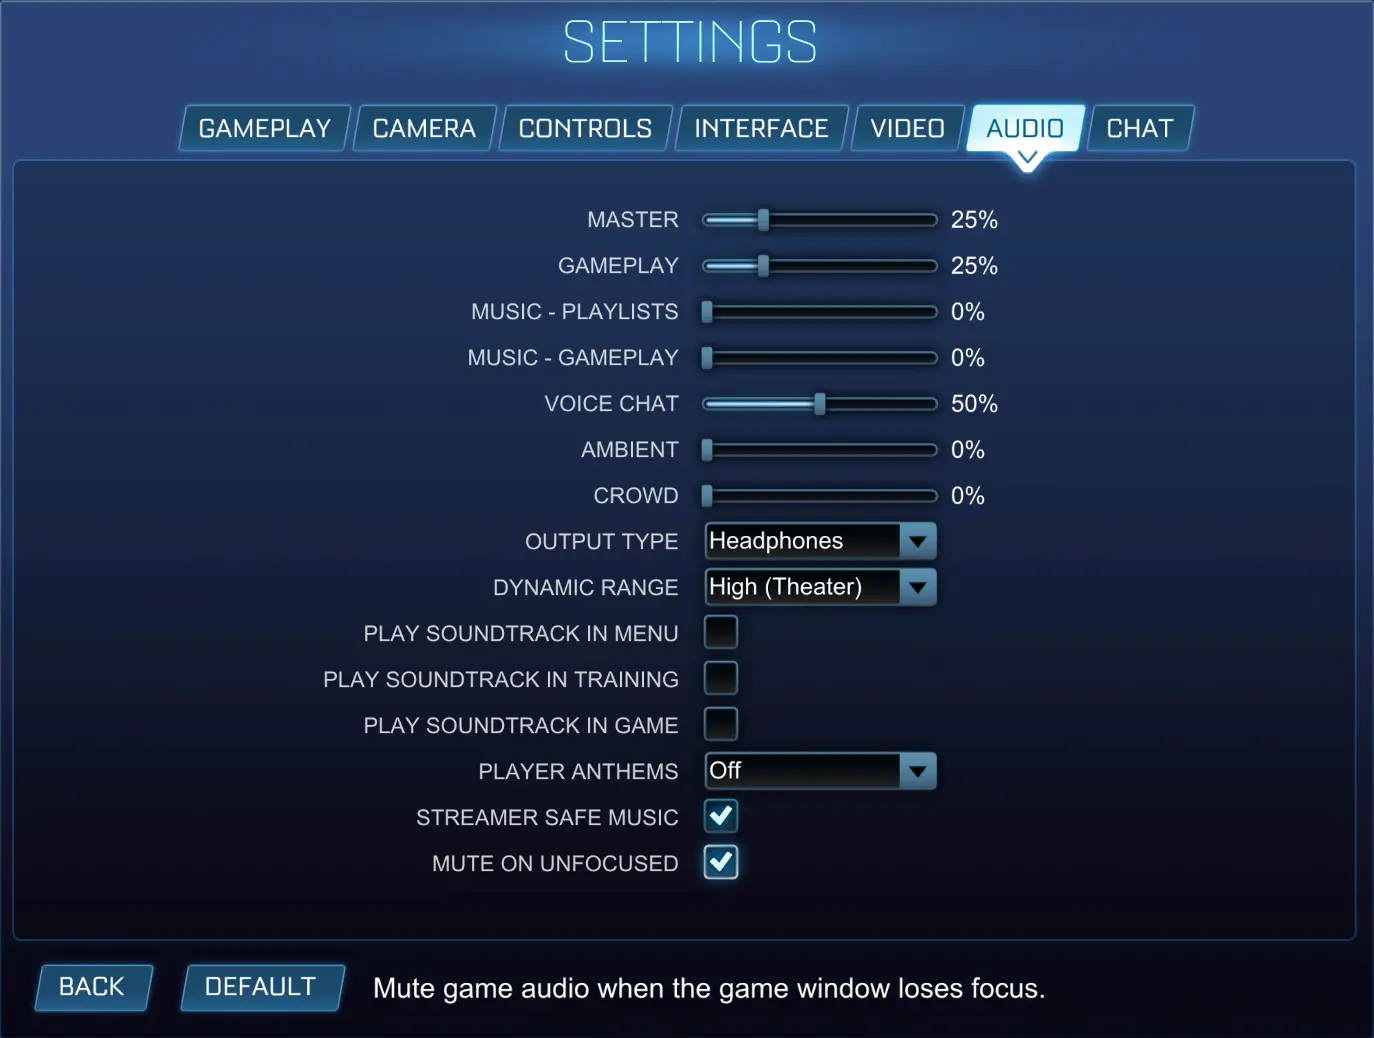 SETTINGS
GAMEPLAY CAMERA CONTROLS INTERFACE VIDEO AUDIO CHAT
MASTER 25%
GAMEPLAY 25%
MUSIC - PLAYLISTS 0%
MUSIC - GAMEPLAY 0%
VOICE CHAT 50%
AMBIENT 0%
CROWD 0%
OUTPUT TYPE Headphones
DYNAMIC RANGE High (Theater)
PLAY SOUNDTRACK IN MENU
PLAY SOUNDTRACK IN TRAINING
PLAY SOUNDTRACK IN GAME
PLAYER ANTHEMS Off
STREAMER SAFE MUSIC
MUTE ON UNFOCUSED
BACK DEFAULT Mute game audio when the game window loses focus.